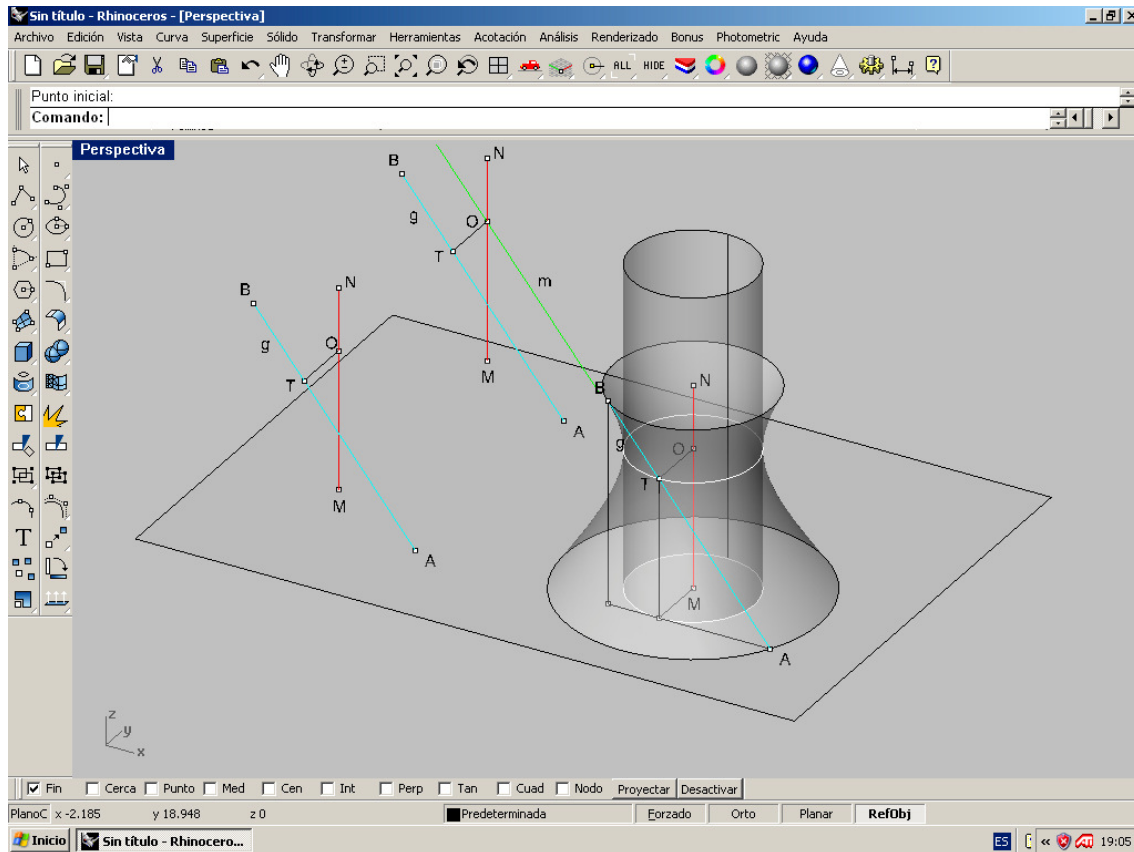 Sin título - Rhinoceros - [Perspectiva]
Archivo Edición Vista Curva Superficie Sólido Transformar Herramientas Acotación Análisis Renderizado Bonus Photometric Ayuda
ALL HIDE
Punto inicial:
Comando:
Perspectiva
N
B
g
O
T
m
B
N
g
O
T
M
A
M
A
B
N
g
O
T
M
A
T
z
y
x
Fin Cerca Punto Med Cen Int Perp Tan Cuad Nodo Proyectar Desactivar
PlanoC x -2.185 y 18.948 z 0 Predeterminada Forzado Orto Planar RefObj
Inicio Sin título - Rhinocero... ES « 19:05